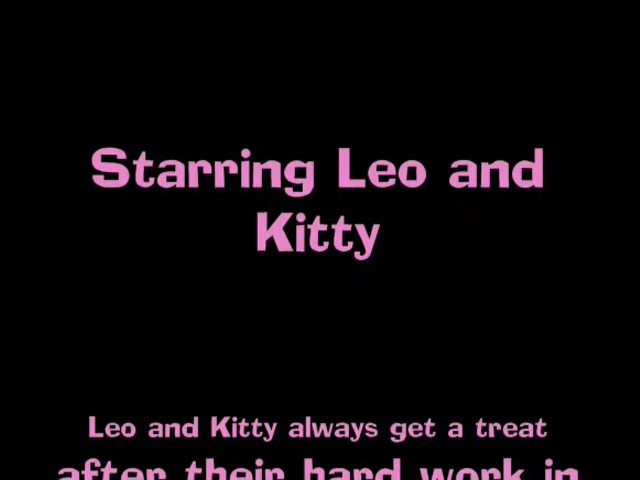 Starring Leo and
Kitty
Leo and Kitty always get a treat
after their hard work in